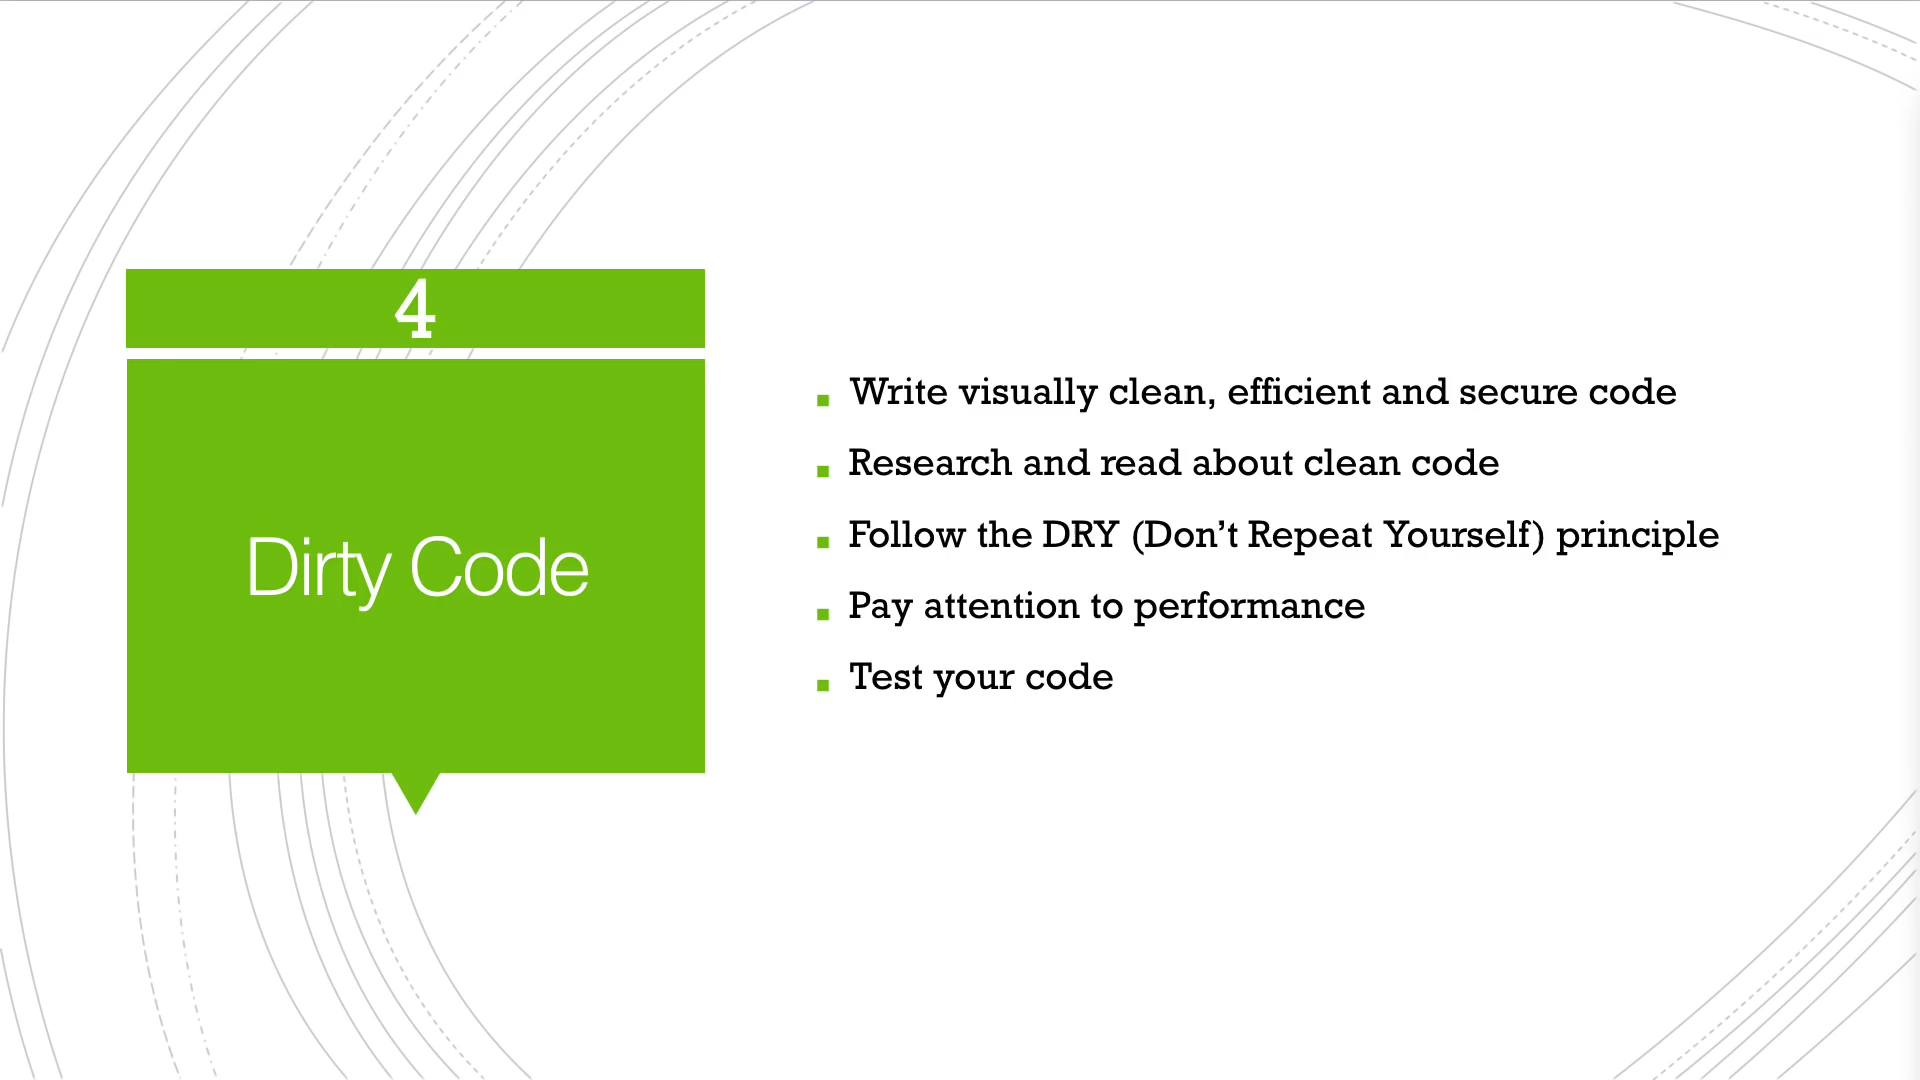 4
Dirty Code
Write visually clean, efficient and secure code
Research and read about clean code
Follow the DRY (Don’t Repeat Yourself) principle
Pay attention to performance
Test your code